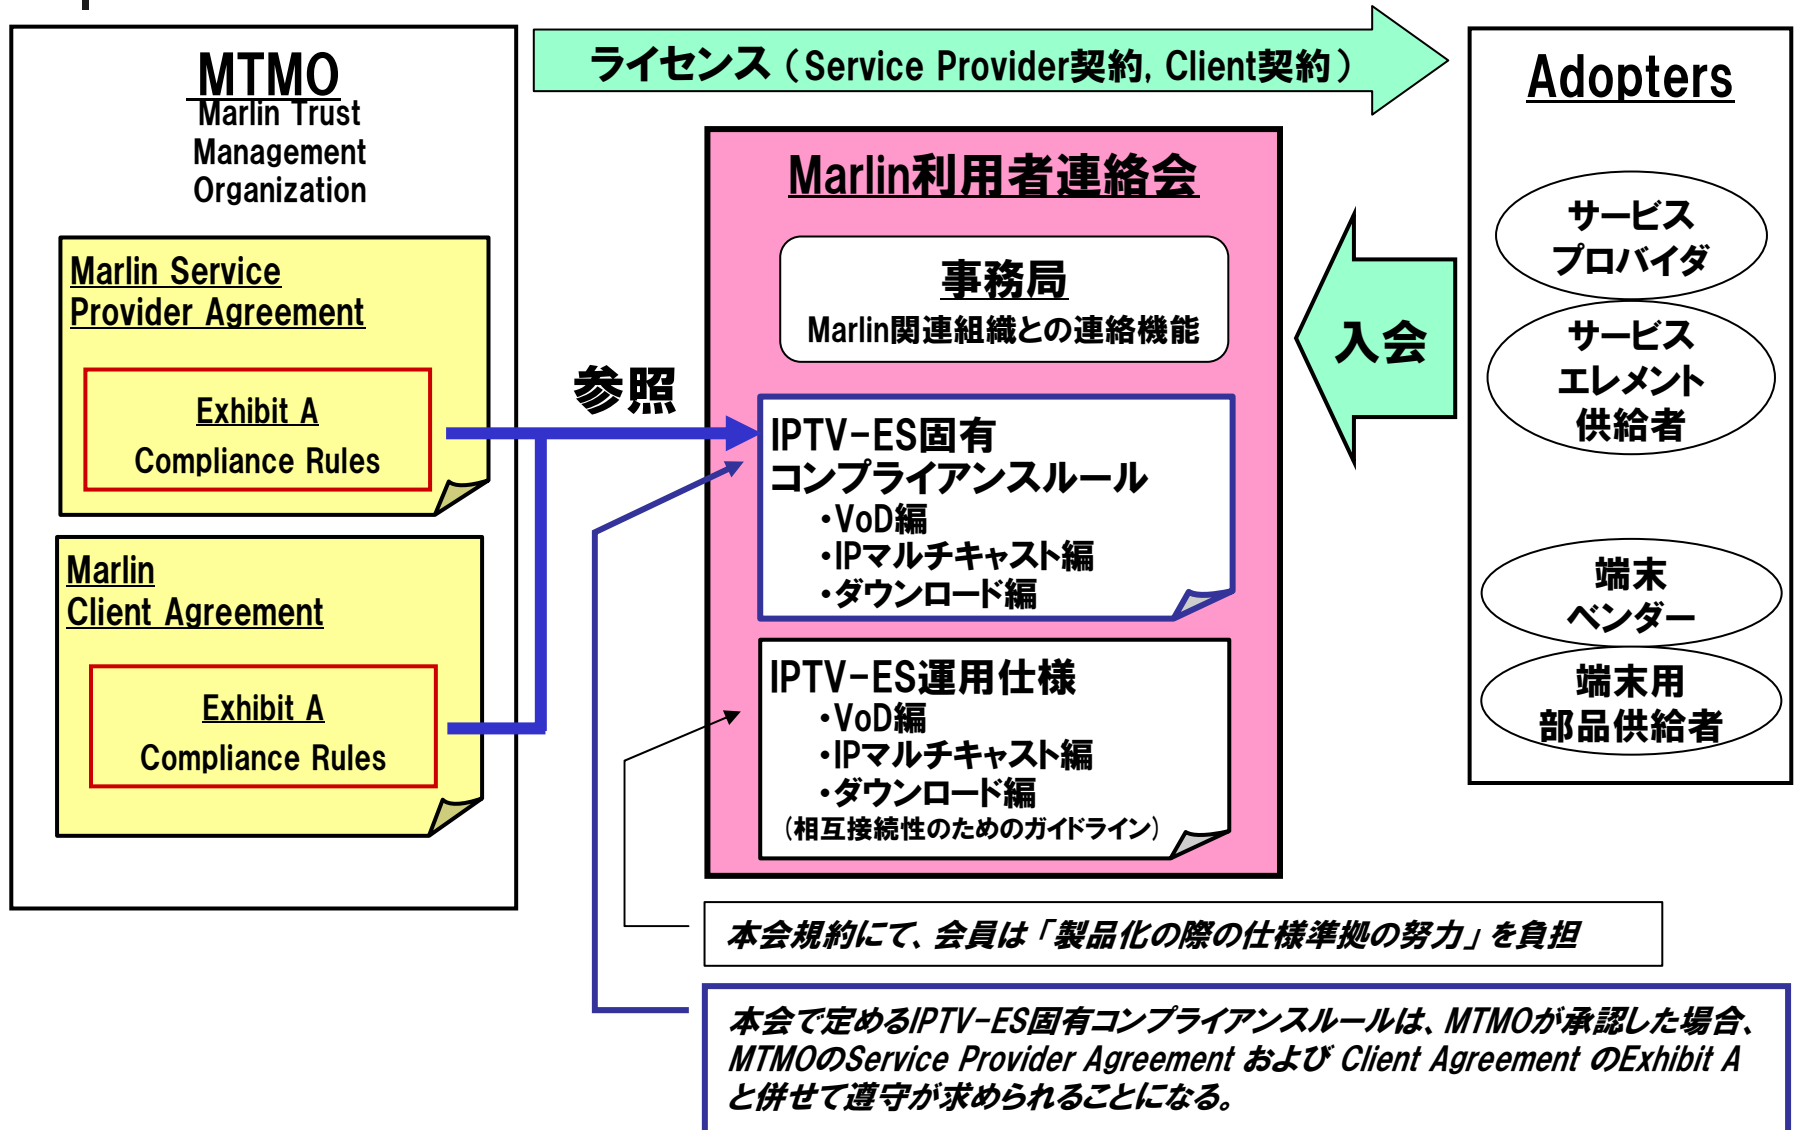 MTMO
Marlin Trust
Management
Organization
Marlin Service
Provider Agreement
Exhibit A
Compliance Rules
Marlin
Client Agreement
Exhibit A
Compliance Rules
ライセンス（Service Provider契約, Client契約）
参照
Marlin利用者連絡会
事務局
Marlin関連組織との連絡機能
IPTV-ES固有
コンプライアンスルール
・VoD編
・IPマルチキャスト編
・ダウンロード編
IPTV-ES運用仕様
・VoD編
・IPマルチキャスト編
・ダウンロード編
（相互接続性のためのガイドライン）
入会
Adopters
サービス
プロバイダ
サービス
エレメント
供給者
端末
ベンダー
端末用
部品供給者
本会規約にて、会員は「製品化の際の仕様準拠の努力」を負担
本会で定めるIPTV-ES固有コンプライアンスルールは、MTMOが承認した場合、
MTMOのService Provider Agreement および Client Agreement のExhibit A
と併せて遵守が求められることになる。